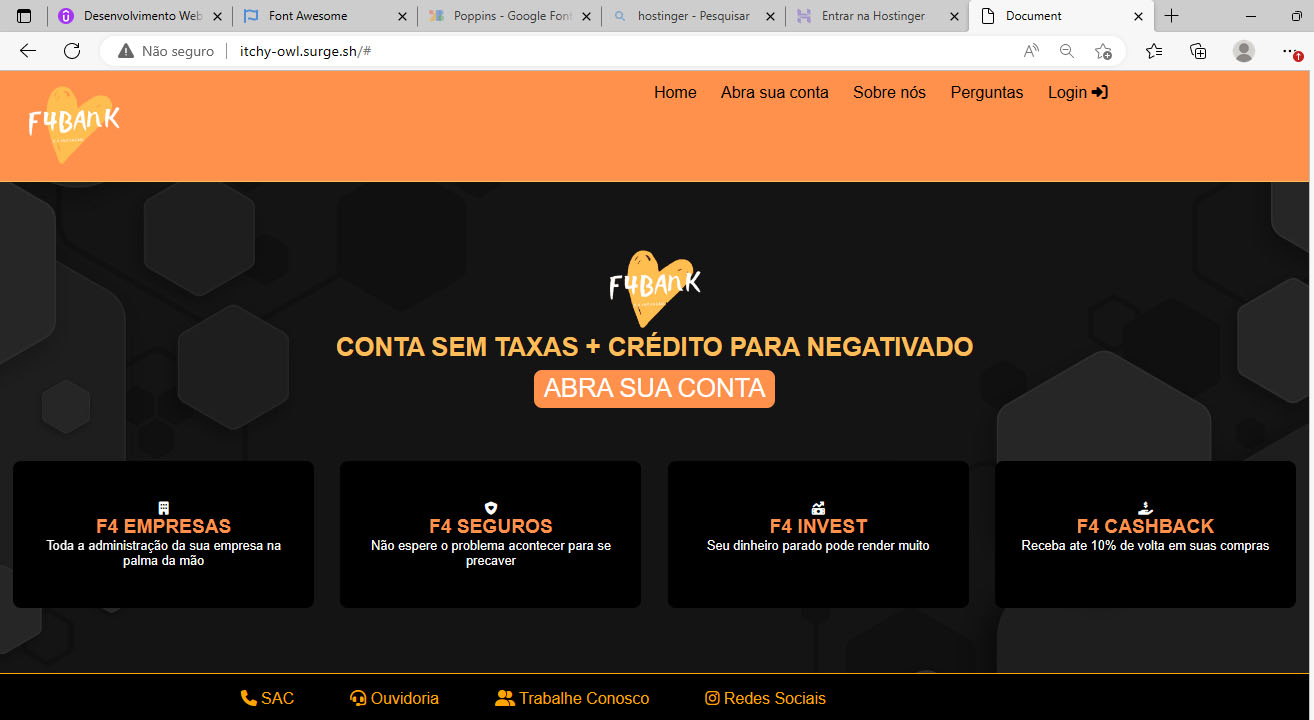 Desenvolvimento Web
Font Awesome
Poppins - Google Font
hostinger - Pesquisar
Entrar na Hostinger
Document
Não seguro
itchy-owl.surge.sh/#
F4BANK
Home
Abra sua conta
Sobre nós
Perguntas
Login
F4BANK
CONTA SEM TAXAS + CRÉDITO PARA NEGATIVADO
ABRA SUA CONTA
F4 EMPRESAS
Toda a administração da sua empresa na
palma da mão
F4 SEGUROS
Não espere o problema acontecer para se
precaver
F4 INVEST
Seu dinheiro parado pode render muito
F4 CASHBACK
Receba ate 10% de volta em suas compras
SAC
Ouvidoria
Trabalhe Conosco
Redes Sociais